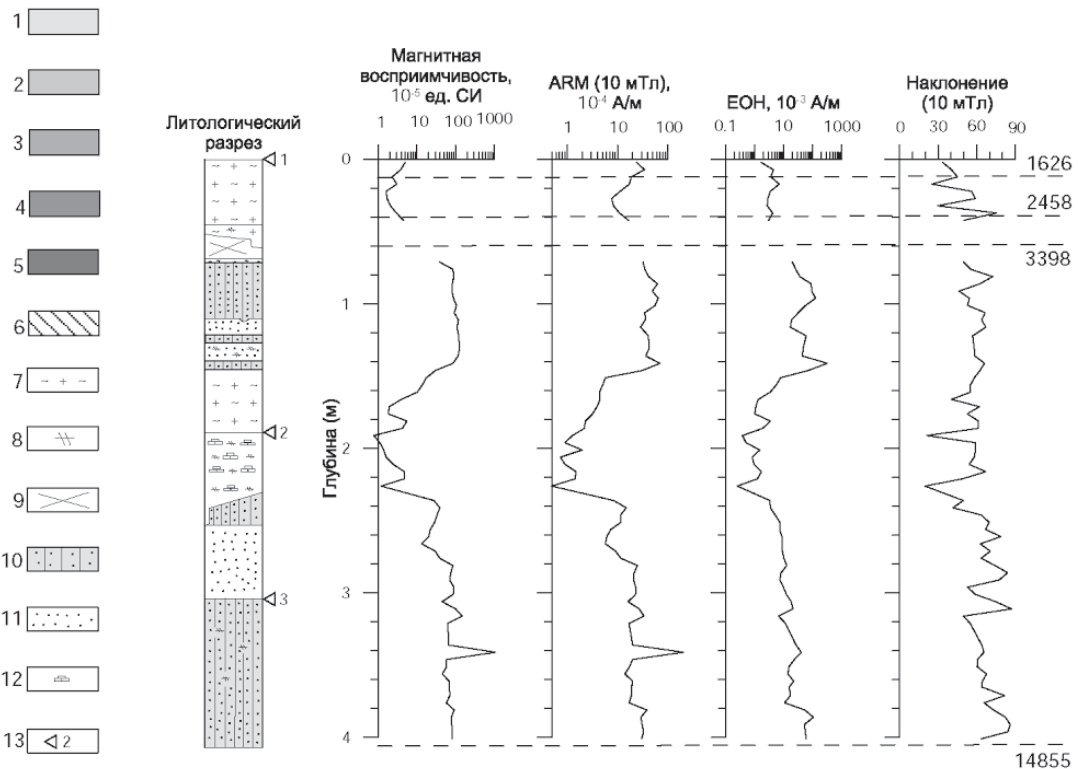 1
2
3
4
5
6
7
8
9
10
11
12
13 2
Литологический
разрез
1
2
3
Магнитная
восприимчивость,
10⁻⁵ ед. СИ
1 10 100 1000
Глубина (м)
0
1
2
3
4
ARM (10 мТл),
10⁻⁴ А/м
1 10 100
ЕОН, 10⁻³ А/м
0.1 10 1000
Наклонение
(10 мТл)
0 30 60 90
1626
2458
3398
14855